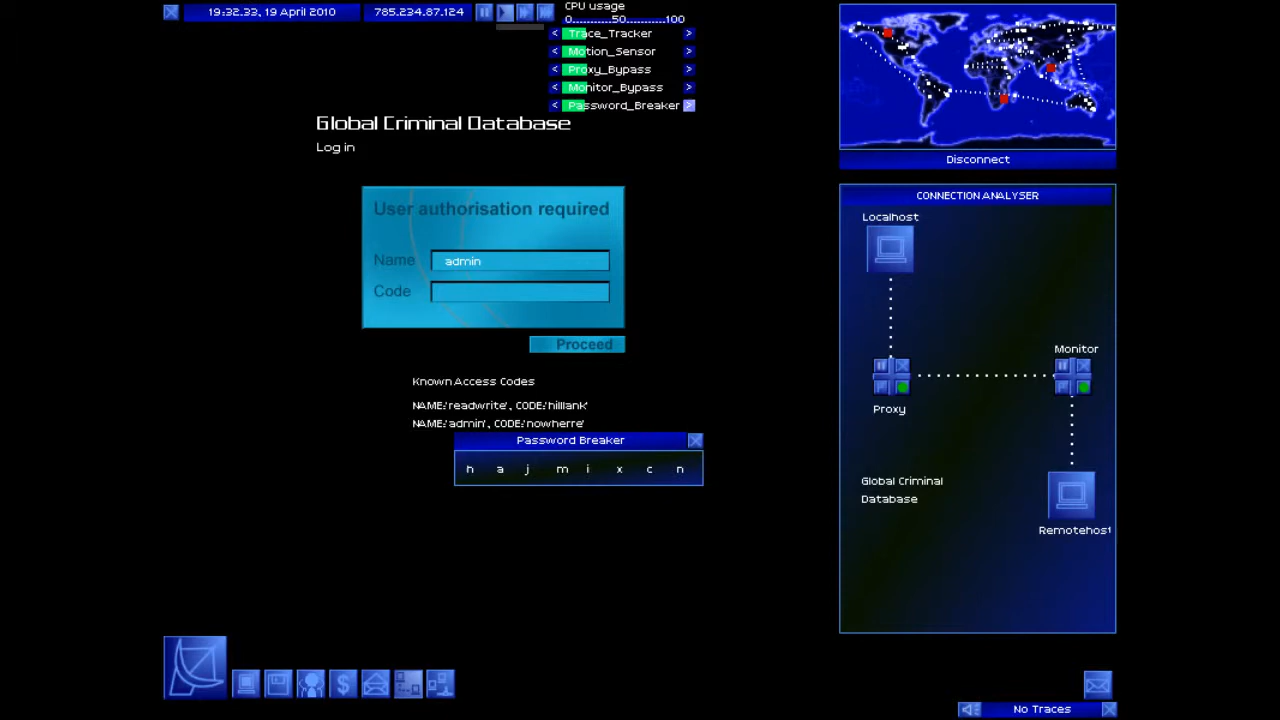 19:32.33, 19 April 2010
785.234.87.124
CPU usage
0............50...........100
< Trace_Tracker >
< Motion_Sensor >
< Proxy_Bypass >
< Monitor_Bypass >
< Password_Breaker >
Global Criminal Database
Log in
User authorisation required
Name admin
Code
Proceed
Known Access Codes
NAME:'readwrite', CODE:'hilllank'
NAME:'admin', CODE:'nowherre'
Password Breaker
h a j m i x c n
Disconnect
CONNECTION ANALYSER
Localhost
Monitor
Proxy
Global Criminal
Database
Remotehost
$
No Traces